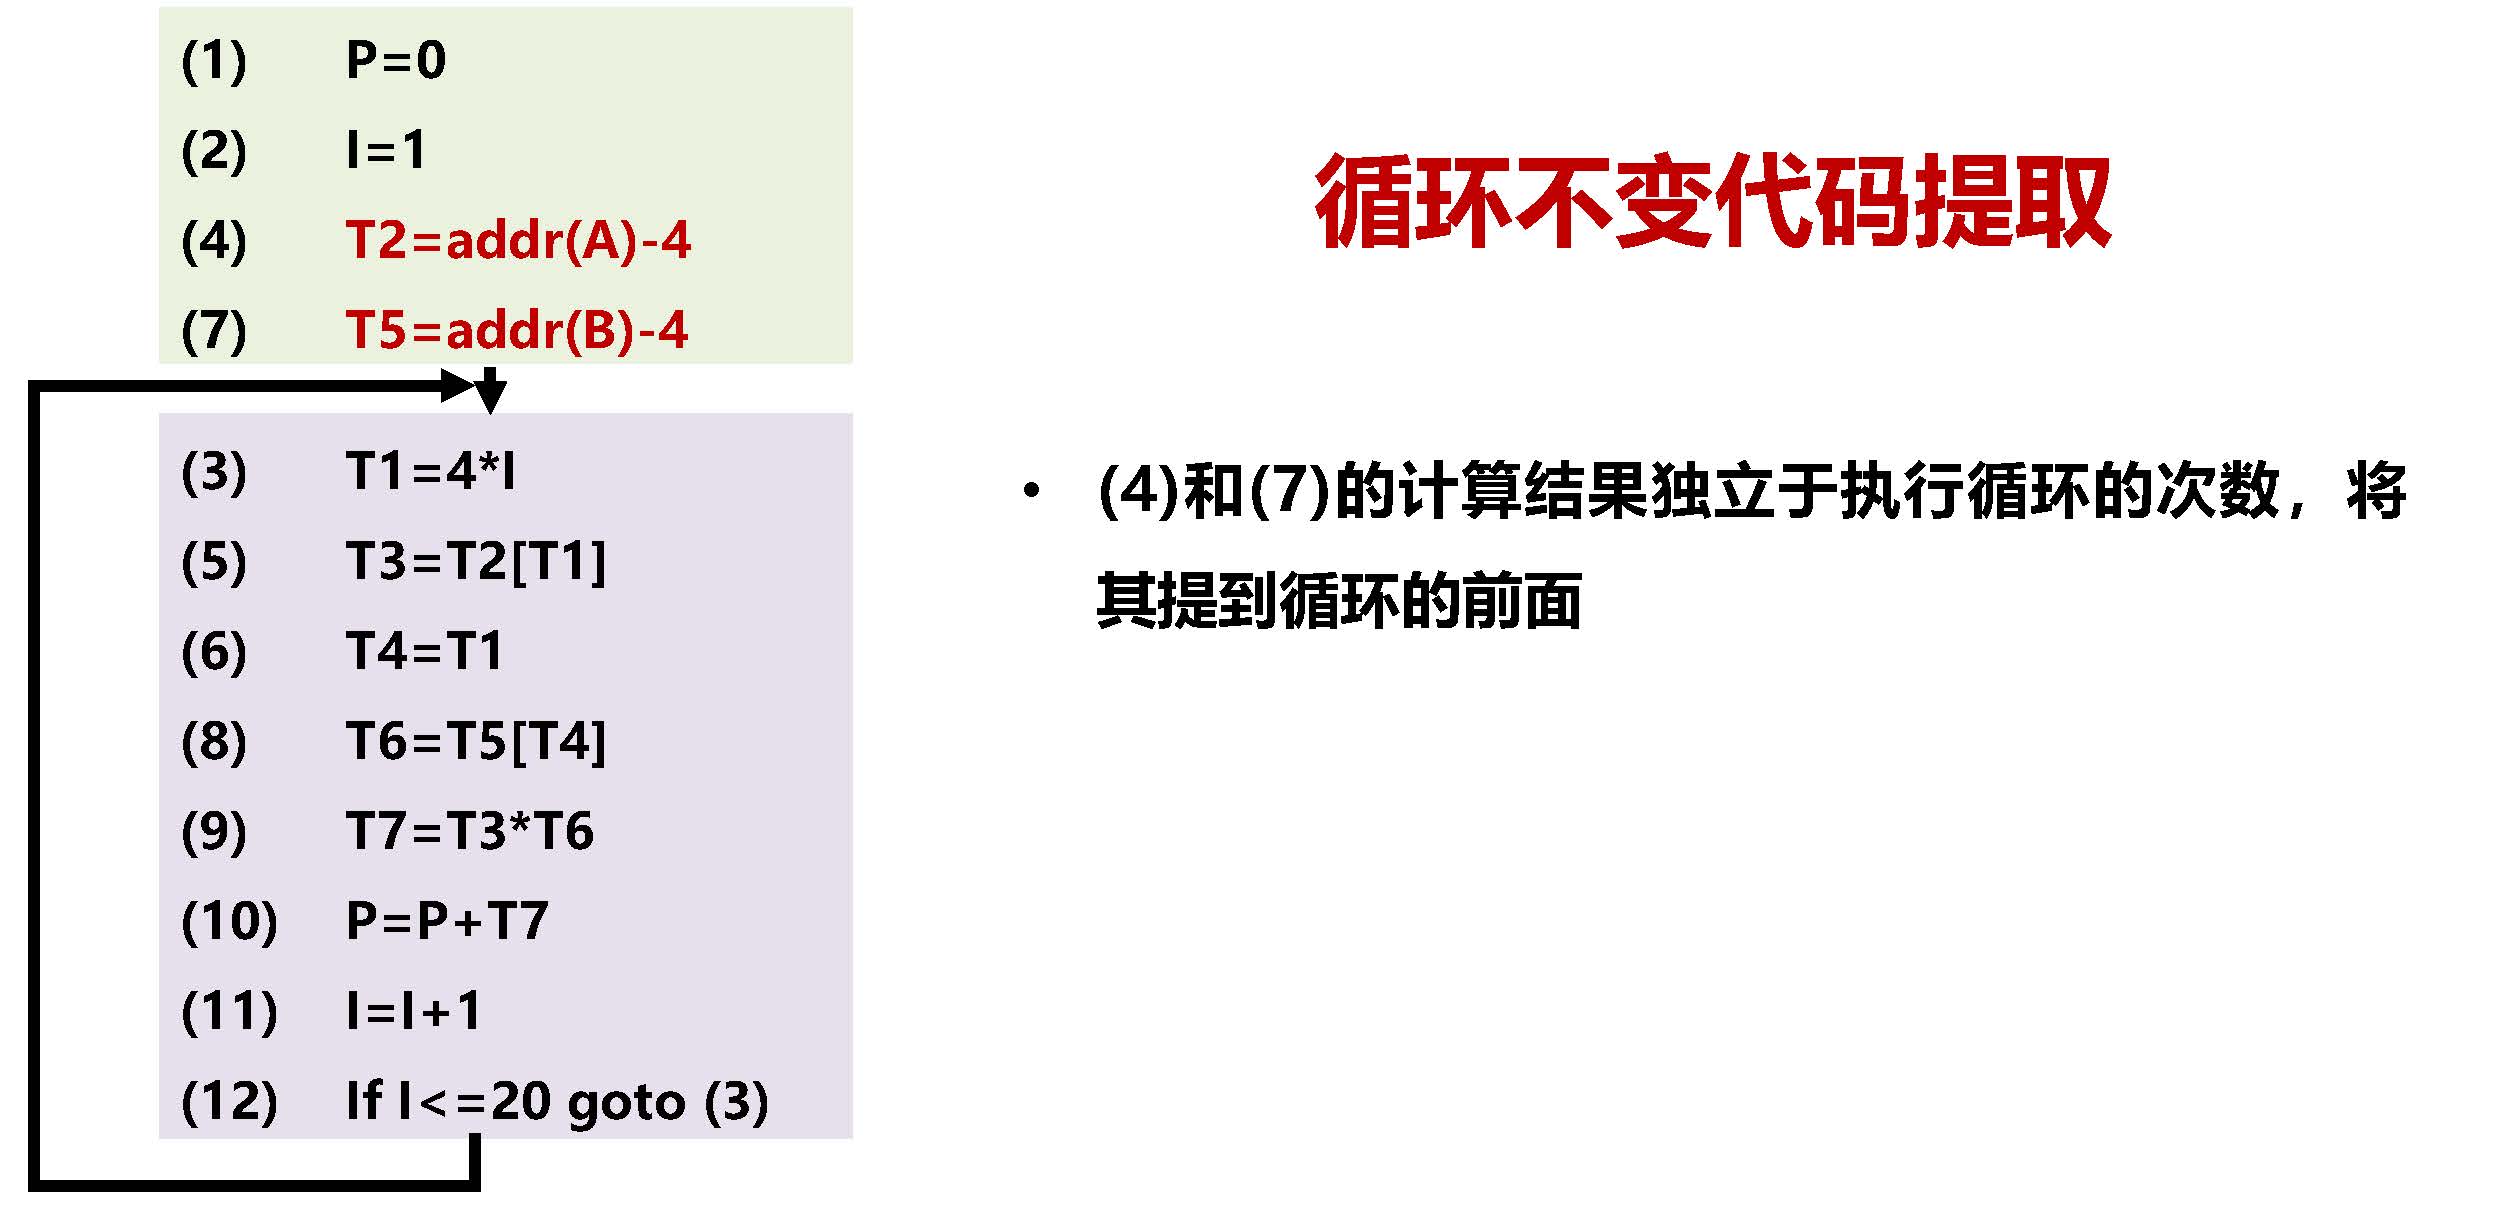 (1) P=0
(2) I=1
(4) T2=addr(A)-4
(7) T5=addr(B)-4
(3) T1=4*I
(5) T3=T2[T1]
(6) T4=T1
(8) T6=T5[T4]
(9) T7=T3*T6
(10) P=P+T7
(11) I=I+1
(12) If I<=20 goto (3)
循环不变代码提取
• (4)和(7)的计算结果独立于执行循环的次数，将
其提到循环的前面